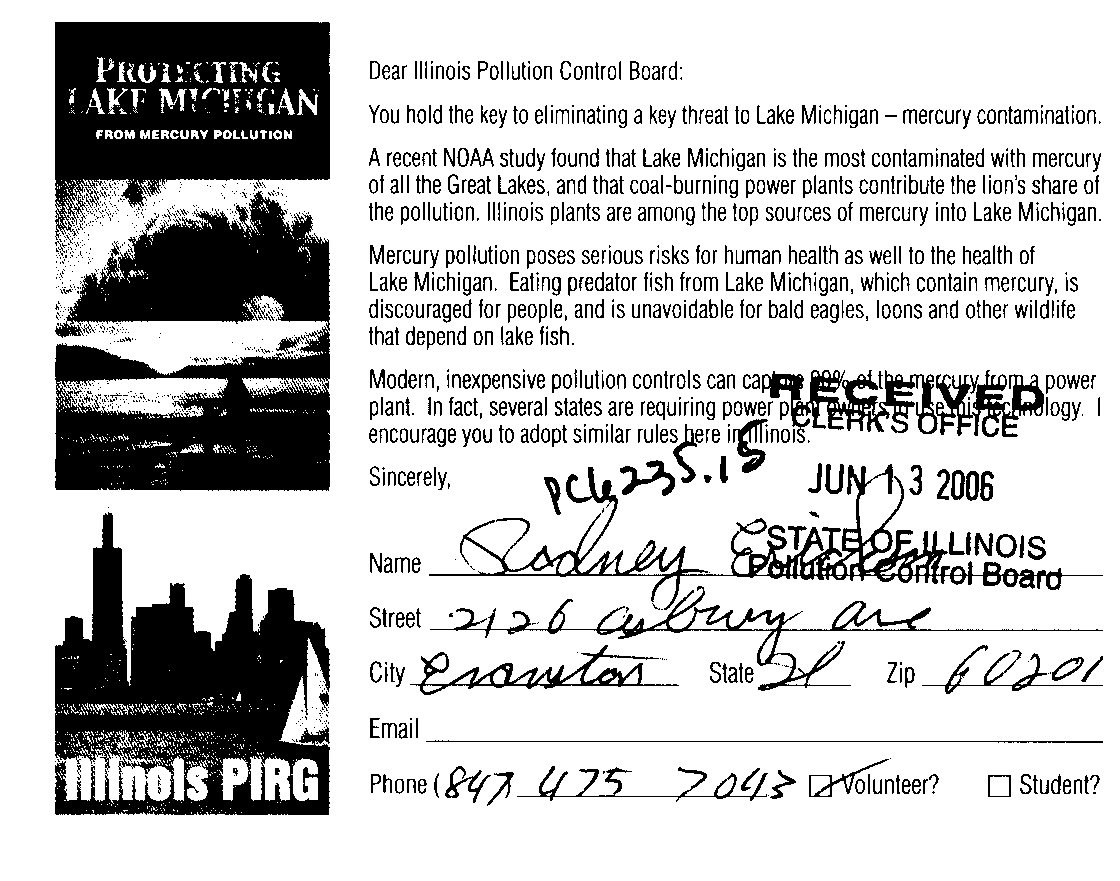 PROTECTING
LAKE MICHIGAN
FROM MERCURY POLLUTION
Illinois PIRG
Dear Illinois Pollution Control Board:
You hold the key to eliminating a key threat to Lake Michigan – mercury contamination.
A recent NOAA study found that Lake Michigan is the most contaminated with mercury
of all the Great Lakes, and that coal-burning power plants contribute the lion's share of
the pollution. Illinois plants are among the top sources of mercury into Lake Michigan.
Mercury pollution poses serious risks for human health as well to the health of
Lake Michigan. Eating predator fish from Lake Michigan, which contain mercury, is
discouraged for people, and is unavoidable for bald eagles, loons and other wildlife
that depend on lake fish.
Modern, inexpensive pollution controls can capture 90% of the mercury from a power
plant. In fact, several states are requiring power plant owners to use this technology. I
encourage you to adopt similar rules here in Illinois.
RECEIVED
CLERK'S OFFICE
JUN 13 2006
STATE OF ILLINOIS
Pollution Control Board
Sincerely,
PC6235.15
Name Rodney
Street 2126 Asbury Ave
City Evanston State Il Zip 60201
Email
Phone (847) 475 7043 Volunteer? Student?